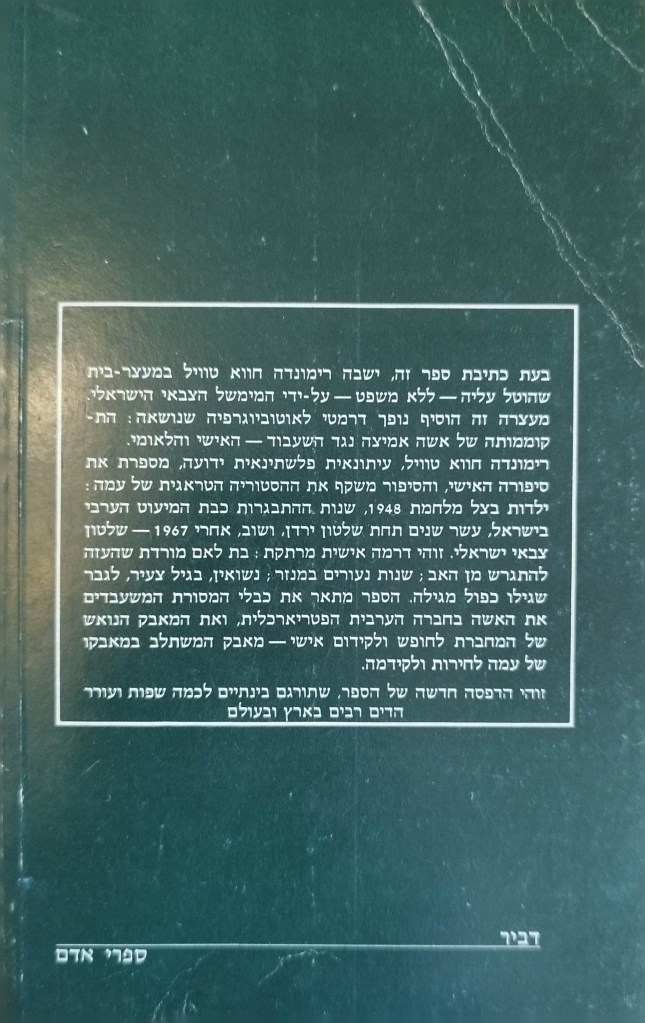 בעת כתיבת ספר זה, ישבה רימונדה חווא טוויל במעצר-בית
שהוטל עליה — ללא משפט — על-ידי המימשל הצבאי הישראלי.
מעצרה זה הוסיף נופך דרמטי לאוטוביוגרפיה שנושאה: הת-
קוממותה של אשה אמיצה נגד השעבוד — האישי והלאומי.
רימונדה חווא טוויל, עיתונאית פלשתינאית ידועה, מספרת את
סיפורה האישי, והסיפור משקף את ההסטוריה הטראגית של עמה:
ילדות בצל מלחמת 1948, שנות ההתבגרות כבת המיעוט הערבי
בישראל, עשר שנים תחת שלטון ירדן, ושוב, אחרי 1967 — שלטון
צבאי ישראלי. זוהי דרמה אישית מרתקת: בת לאם מורדת שהעזה
להתגרש מן האב; שנות נעורים במנזר; נשואין, בגיל צעיר, לגבר
שגילו כפול מגילה. הספר מתאר את כבלי המסורת המשעבדים
את האשה בחברה הערבית הפטריארכלית, ואת המאבק הנואש
של המחברת לחופש ולקידום אישי — מאבק המשתלב במאבקו
של עמה לחירות ולקידמה.
זוהי הדפסה חדשה של הספר, שתורגם בינתיים לכמה שפות ועורר
הדים רבים בארץ ובעולם
דביר
ספרי אדם